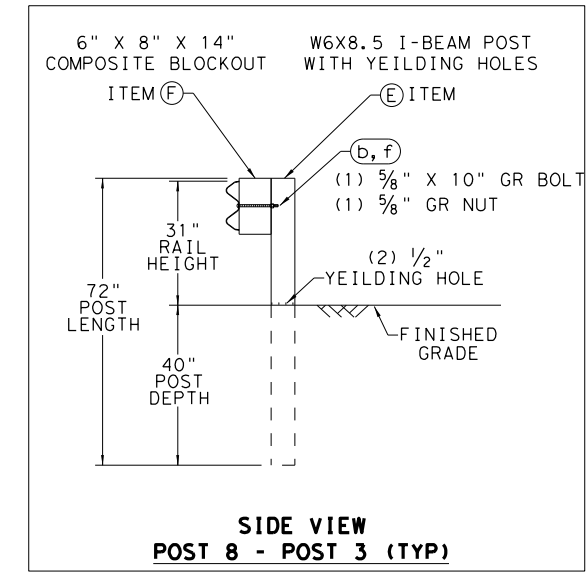 6" X 8" X 14"
COMPOSITE BLOCKOUT
ITEM F
W6X8.5 I-BEAM POST
WITH YEILDING HOLES
E ITEM
b, f
(1) 5/8" X 10" GR BOLT
(1) 5/8" GR NUT
31"
RAIL
HEIGHT
(2) 1/2"
YEILDING HOLE
72"
POST
LENGTH
FINISHED
GRADE
40"
POST
DEPTH
SIDE VIEW
POST 8 - POST 3 (TYP)